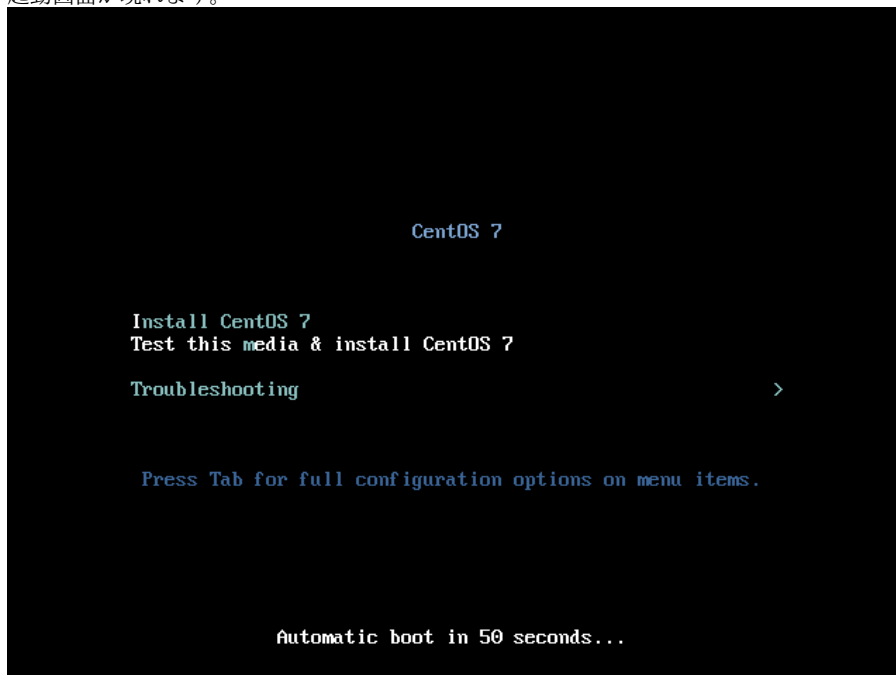 CentOS 7
Install CentOS 7
Test this media & install CentOS 7
Troubleshooting >
Press Tab for full configuration options on menu items.
Automatic boot in 50 seconds...